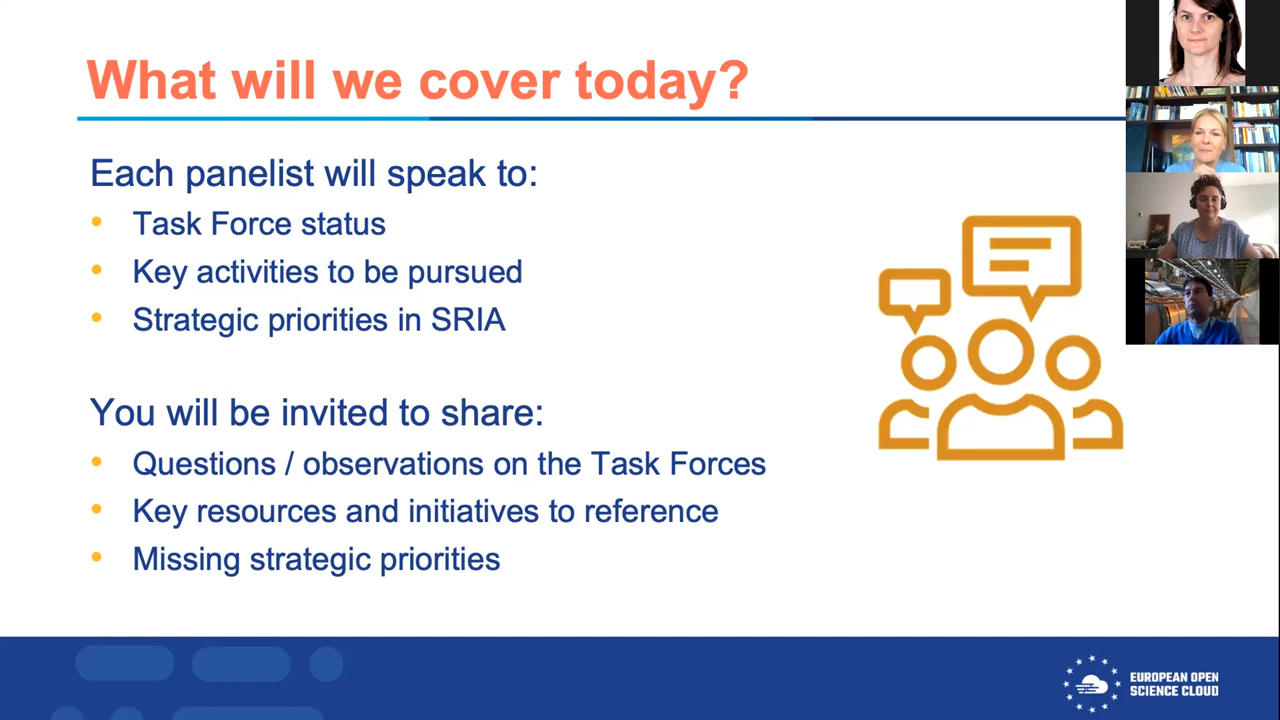 What will we cover today?
Each panelist will speak to:
• Task Force status
• Key activities to be pursued
• Strategic priorities in SRIA
You will be invited to share:
• Questions / observations on the Task Forces
• Key resources and initiatives to reference
• Missing strategic priorities
EUROPEAN OPEN
SCIENCE CLOUD